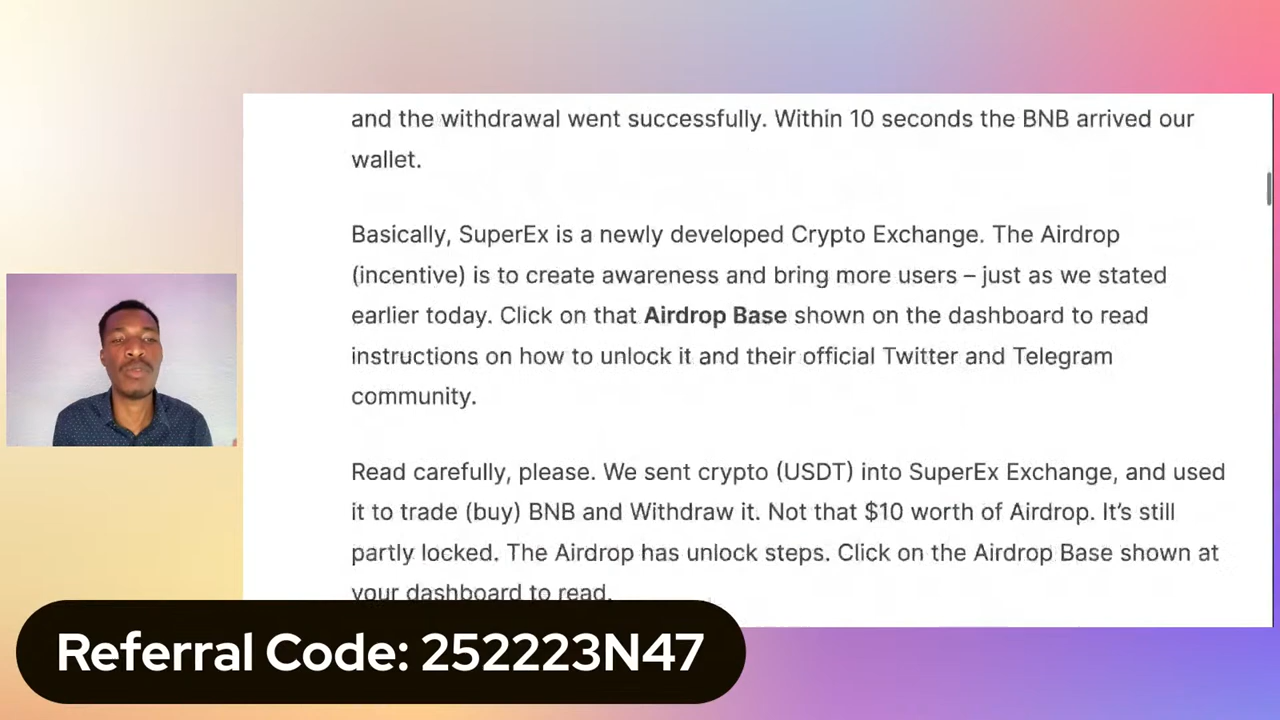 and the withdrawal went successfully. Within 10 seconds the BNB arrived our
wallet.
Basically, SuperEx is a newly developed Crypto Exchange. The Airdrop
(incentive) is to create awareness and bring more users – just as we stated
earlier today. Click on that Airdrop Base shown on the dashboard to read
instructions on how to unlock it and their official Twitter and Telegram
community.
Read carefully, please. We sent crypto (USDT) into SuperEx Exchange, and used
it to trade (buy) BNB and Withdraw it. Not that $10 worth of Airdrop. It’s still
partly locked. The Airdrop has unlock steps. Click on the Airdrop Base shown at
your dashboard to read.
Referral Code: 252223N47